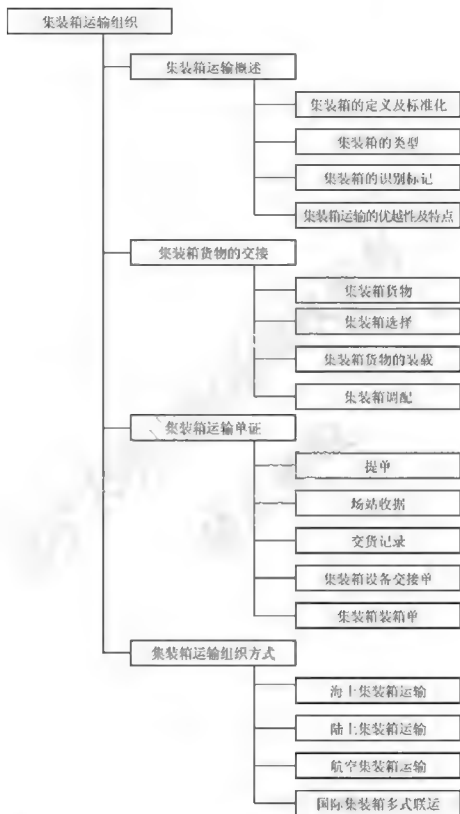 集装箱运输组织
集装箱运输概述
集装箱的定义及标准化
集装箱的类型
集装箱的识别标记
集装箱运输的优越性及特点
集装箱货物的交接
集装箱货物
集装箱选择
集装箱货物的装载
集装箱调配
集装箱运输单证
提单
场站收据
交货记录
集装箱设备交接单
集装箱装箱单
集装箱运输组织方式
海上集装箱运输
陆上集装箱运输
航空集装箱运输
国际集装箱多式联运